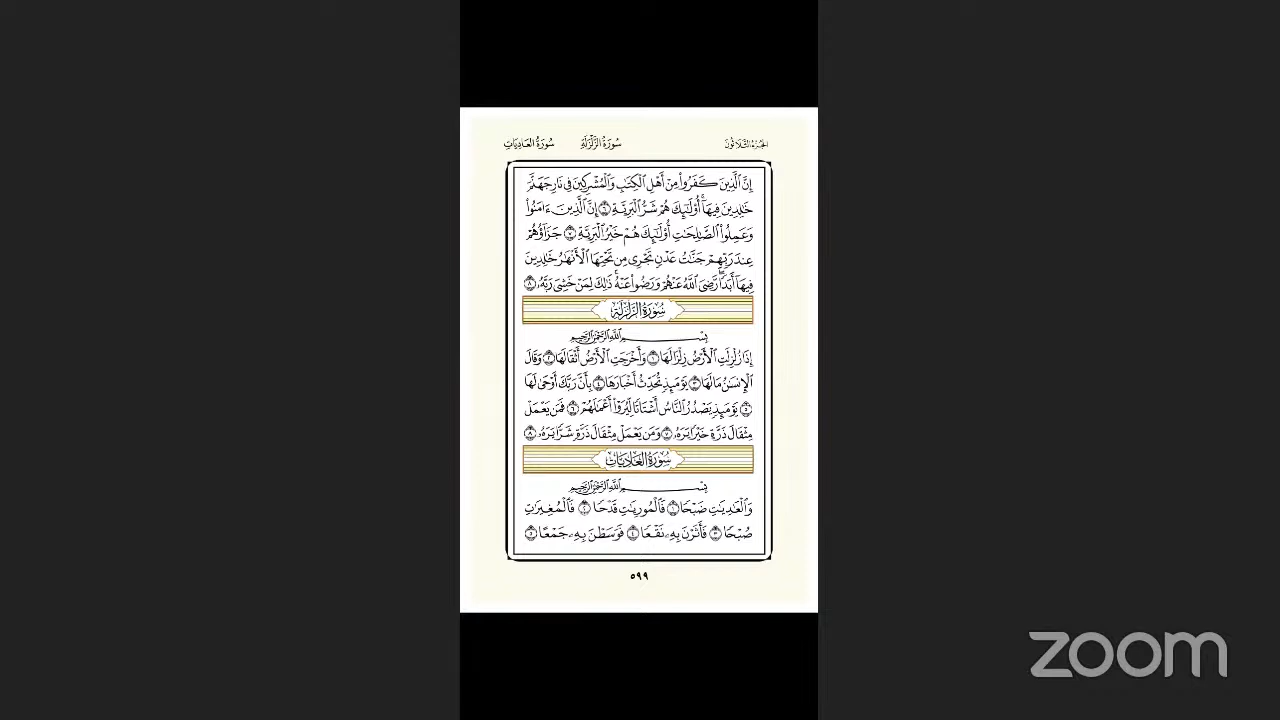 الجزء الثلاثون سورة الزلزلة سورة العاديات
إِنَّ ٱلَّذِينَ كَفَرُواْ مِنْ أَهْلِ ٱلْكِتَٰبِ وَٱلْمُشْرِكِينَ فِى نَارِ جَهَنَّمَ
خَٰلِدِينَ فِيهَآۚ أُوْلَٰٓئِكَ هُمْ شَرُّ ٱلْبَرِيَّةِ ٦ إِنَّ ٱلَّذِينَ ءَامَنُواْ
وَعَمِلُواْ ٱلصَّٰلِحَٰتِ أُوْلَٰٓئِكَ هُمْ خَيْرُ ٱلْبَرِيَّةِ ٧ جَزَآؤُهُمْ
عِندَ رَبِّهِمْ جَنَّٰتُ عَدْنٍ تَجْرِى مِن تَحْتِهَا ٱلْأَنْهَٰرُ خَٰلِدِينَ
فِيهَآ أَبَدًاۖ رَّضِىَ ٱللَّهُ عَنْهُمْ وَرَضُواْ عَنْهُۚ ذَٰلِكَ لِمَنْ خَشِىَ رَبَّهُۥ ٨
سُورَةُ الزَّلْزَلَةِ
بِسْمِ ٱللَّهِ ٱلرَّحْمَٰنِ ٱلرَّحِيمِ
إِذَا زُلْزِلَتِ ٱلْأَرْضُ زِلْزَالَهَا ١ وَأَخْرَجَتِ ٱلْأَرْضُ أَثْقَالَهَا ٢ وَقَالَ
ٱلْإِنسَٰنُ مَا لَهَا ٣ يَوْمَئِذٍ تُحَدِّثُ أَخْبَارَهَا ٤ بِأَنَّ رَبَّكَ أَوْحَىٰ لَهَا
٥ يَوْمَئِذٍ يَصْدُرُ ٱلنَّاسُ أَشْتَاتًا لِّيُرَوْاْ أَعْمَٰلَهُمْ ٦ فَمَن يَعْمَلْ
مِثْقَالَ ذَرَّةٍ خَيْرًا يَرَهُۥ ٧ وَمَن يَعْمَلْ مِثْقَالَ ذَرَّةٍ شَرًّا يَرَهُۥ ٨
سُورَةُ العَادِيَاتِ
بِسْمِ ٱللَّهِ ٱلرَّحْمَٰنِ ٱلرَّحِيمِ
وَٱلْعَٰدِيَٰتِ ضَبْحًا ١ فَٱلْمُورِيَٰتِ قَدْحًا ٢ فَٱلْمُغِيرَٰتِ
صُبْحًا ٣ فَأَثَرْنَ بِهِۦ نَقْعًا ٤ فَوَسَطْنَ بِهِۦ جَمْعًا ٥
٥٩٩
zoom